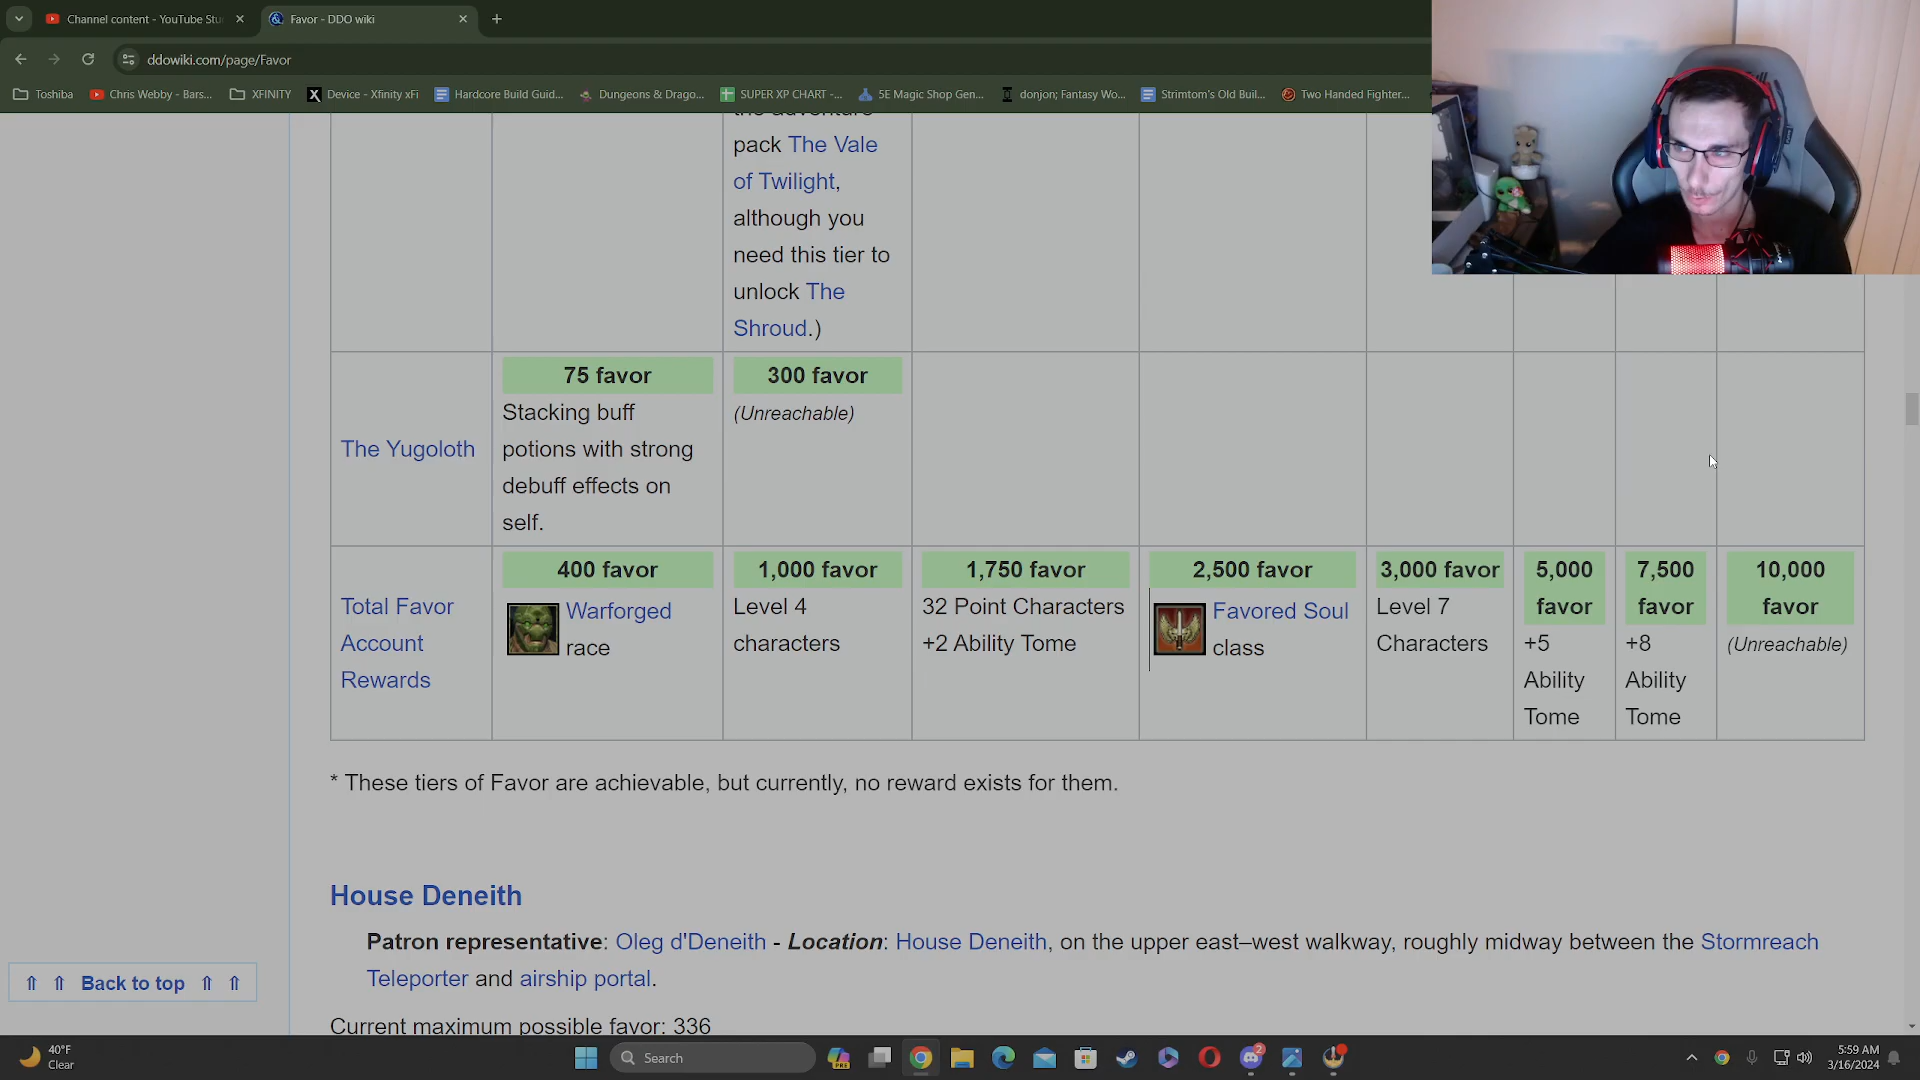 Channel content - YouTube Stu
Favor - DDO wiki
ddowiki.com/page/Favor
Toshiba
Chris Webby - Bars...
XFINITY
Device - Xfinity xFi
Hardcore Build Guid...
Dungeons & Drago...
SUPER XP CHART -...
5E Magic Shop Gen...
donjon; Fantasy Wo...
Strimtom's Old Buil...
Two Handed Fighter...
the adventure
pack The Vale
of Twilight,
although you
need this tier to
unlock The
Shroud.)
The Yugoloth
75 favor
Stacking buff
potions with strong
debuff effects on
self.
300 favor
(Unreachable)
Total Favor
Account
Rewards
400 favor
Warforged
race
1,000 favor
Level 4
characters
1,750 favor
32 Point Characters
+2 Ability Tome
2,500 favor
Favored Soul
class
3,000 favor
Level 7
Characters
5,000
favor
+5
Ability
Tome
7,500
favor
+8
Ability
Tome
10,000
favor
(Unreachable)
* These tiers of Favor are achievable, but currently, no reward exists for them.
House Deneith
Patron representative: Oleg d'Deneith - Location: House Deneith, on the upper east–west walkway, roughly midway between the Stormreach
Teleporter and airship portal.
Current maximum possible favor: 336
⇑ ⇑ Back to top ⇑ ⇑
40°F
Clear
Search
PRE
2
5:59 AM
3/16/2024